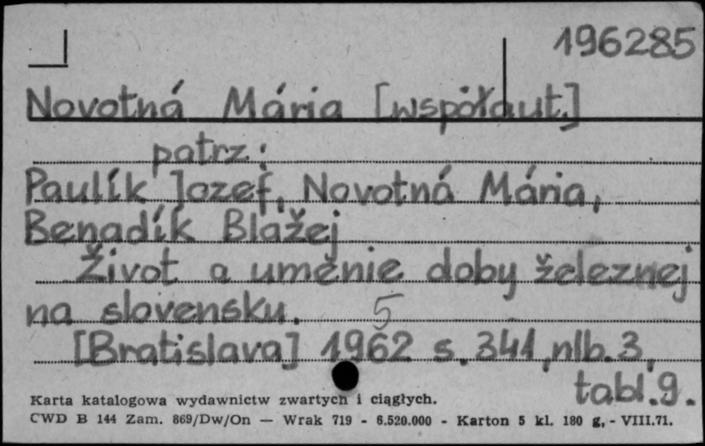 196285
Novotná Mária [współaut.]
patrz:
Paulík Jozef, Novotná Mária,
Benadík Blažej
Život a umenie doby železnej
na slovensku. 5
[Bratislava] 1962 s. 341, nlb. 3,
tabl. 9.
Karta katalogowa wydawnictw zwartych i ciągłych.
CWD B 144 Zam. 869/Dw/On — Wrak 719 - 6.520.000 - Karton 5 kl. 180 g. - VIII.71.